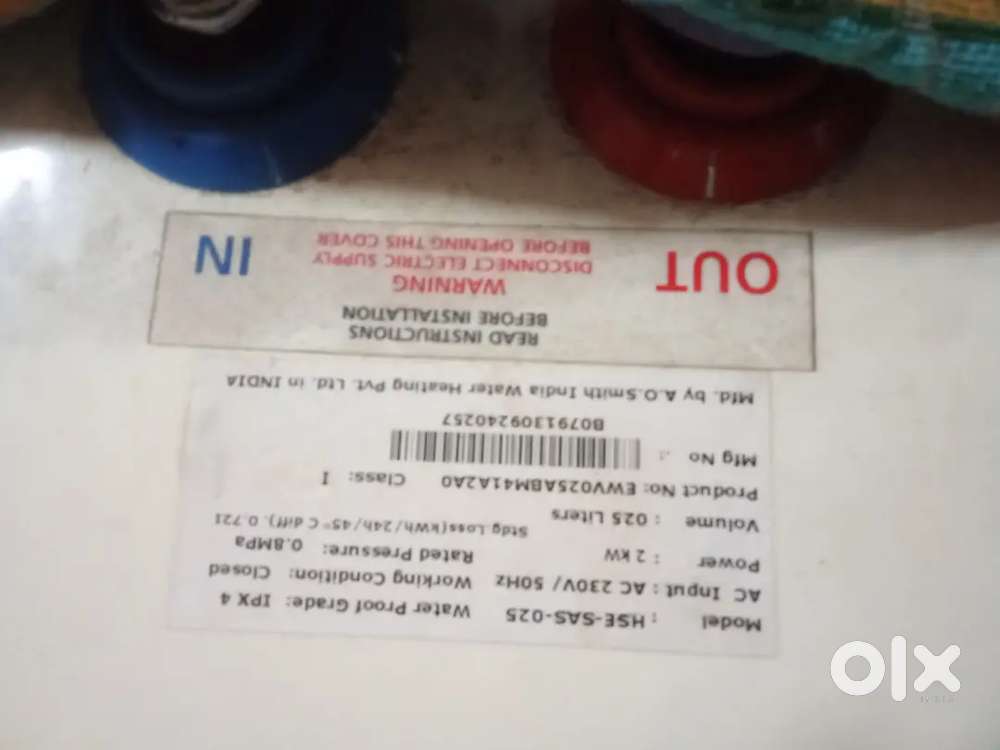 Model : HSE-SAS-025 Water Proof Grade: IPX 4
AC Input : AC 230V/ 50Hz Working Condition: Closed
Power : 2 kW Rated Pressure: 0.8MPa
Stdg.Loss(kWh/24h/45°C diff). 0.721
Volume : 025 Liters
Product No: EWV025ABM41A2A0 Class: I
Mfg No .:
B0791309240257
Mfd. by A.O.Smith India Water Heating Pvt. Ltd. in INDIA
READ INSTRUCTIONS
BEFORE INSTALLATION
WARNING
DISCONNECT ELECTRIC SUPPLY
BEFORE OPENING THIS COVER
OUT
IN
olx